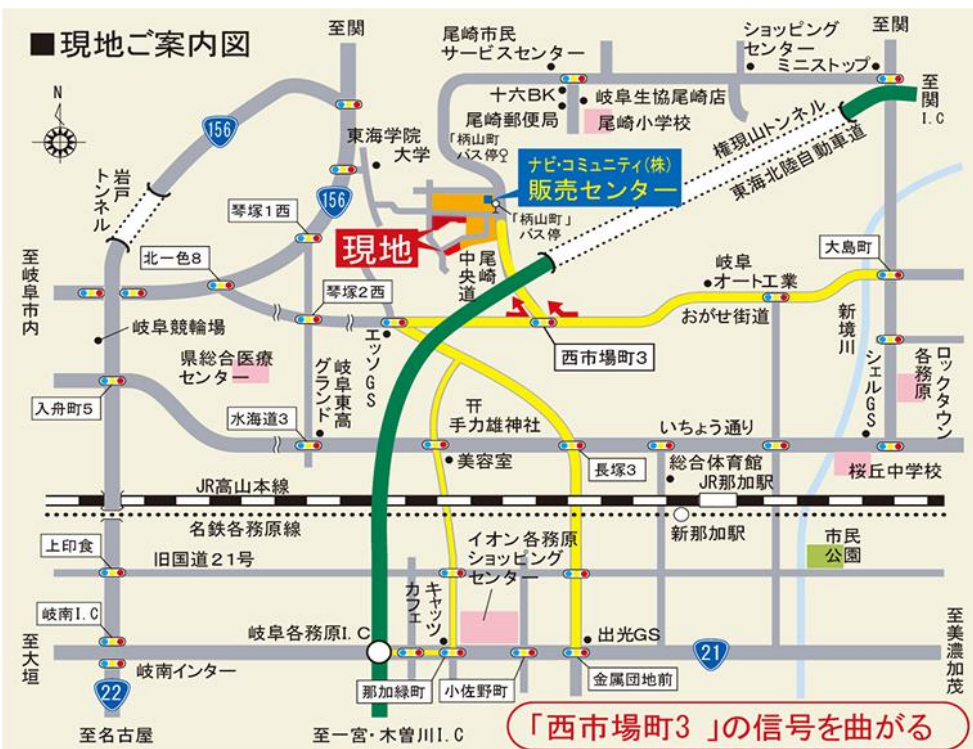 ■現地ご案内図
至関
尾崎市民
サービスセンター
ショッピング
センター
ミニストップ
至関
至関
I.C
N
156
十六BK
岐阜生協尾崎店
尾崎郵便局
尾崎小学校
東海学院
大学
「柄山町」
バス停
権現山トンネル
東海北陸自動車道
ナビ・コミュニティ(株)
販売センター
岩戸
トンネル
156
琴塚1西
「柄山町」
バス停
現地
尾崎
中央道
大島町
至岐阜市内
北一色8
琴塚2西
岐阜
オート工業
おがせ街道
新境川
岐阜競輪場
エッソGS
西市場町3
県総合医療
センター
岐阜東高
グランド
シェルGS
各務原
ロックタウン
入舟町5
水海道3
手力雄神社
いちょう通り
美容室
長塚3
総合体育館
JR那加駅
桜丘中学校
JR高山本線
名鉄各務原線
新那加駅
上印食
旧国道21号
イオン各務原
ショッピング
センター
市民
公園
キャッツ
カフェ
岐南I.C
岐阜各務原I.C
出光GS
至大垣
岐南インター
21
至美濃加茂
22
那加緑町
小佐野町
金属団地前
至名古屋
至一宮・木曽川I.C
「西市場町3 」の信号を曲がる